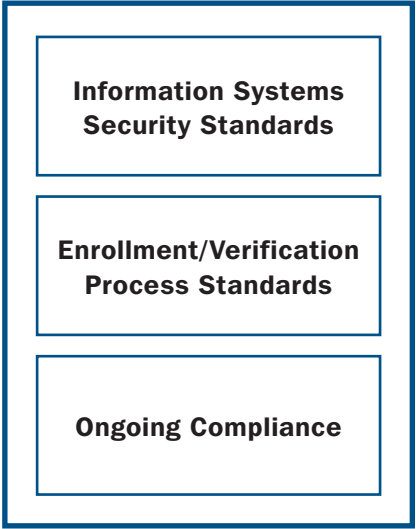 Information Systems
Security Standards
Enrollment/Verification
Process Standards
Ongoing Compliance